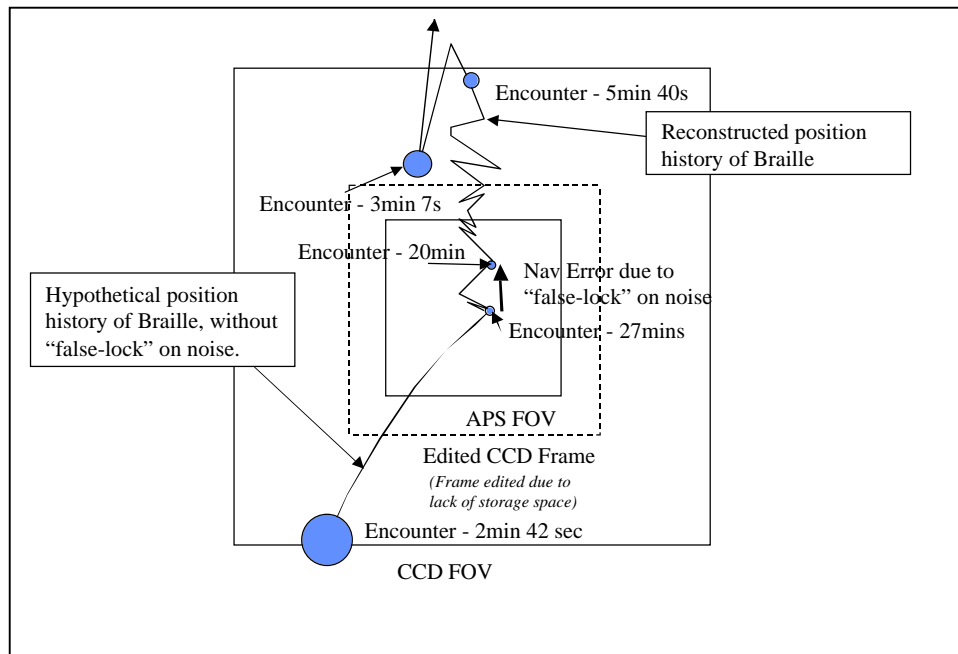 Encounter - 5min 40s
Reconstructed position
history of Braille
Encounter - 3min 7s
Encounter - 20min
Nav Error due to
“false-lock” on noise
Hypothetical position
history of Braille, without
“false-lock” on noise.
Encounter - 27mins
APS FOV
Edited CCD Frame
(Frame edited due to
lack of storage space)
Encounter - 2min 42 sec
CCD FOV